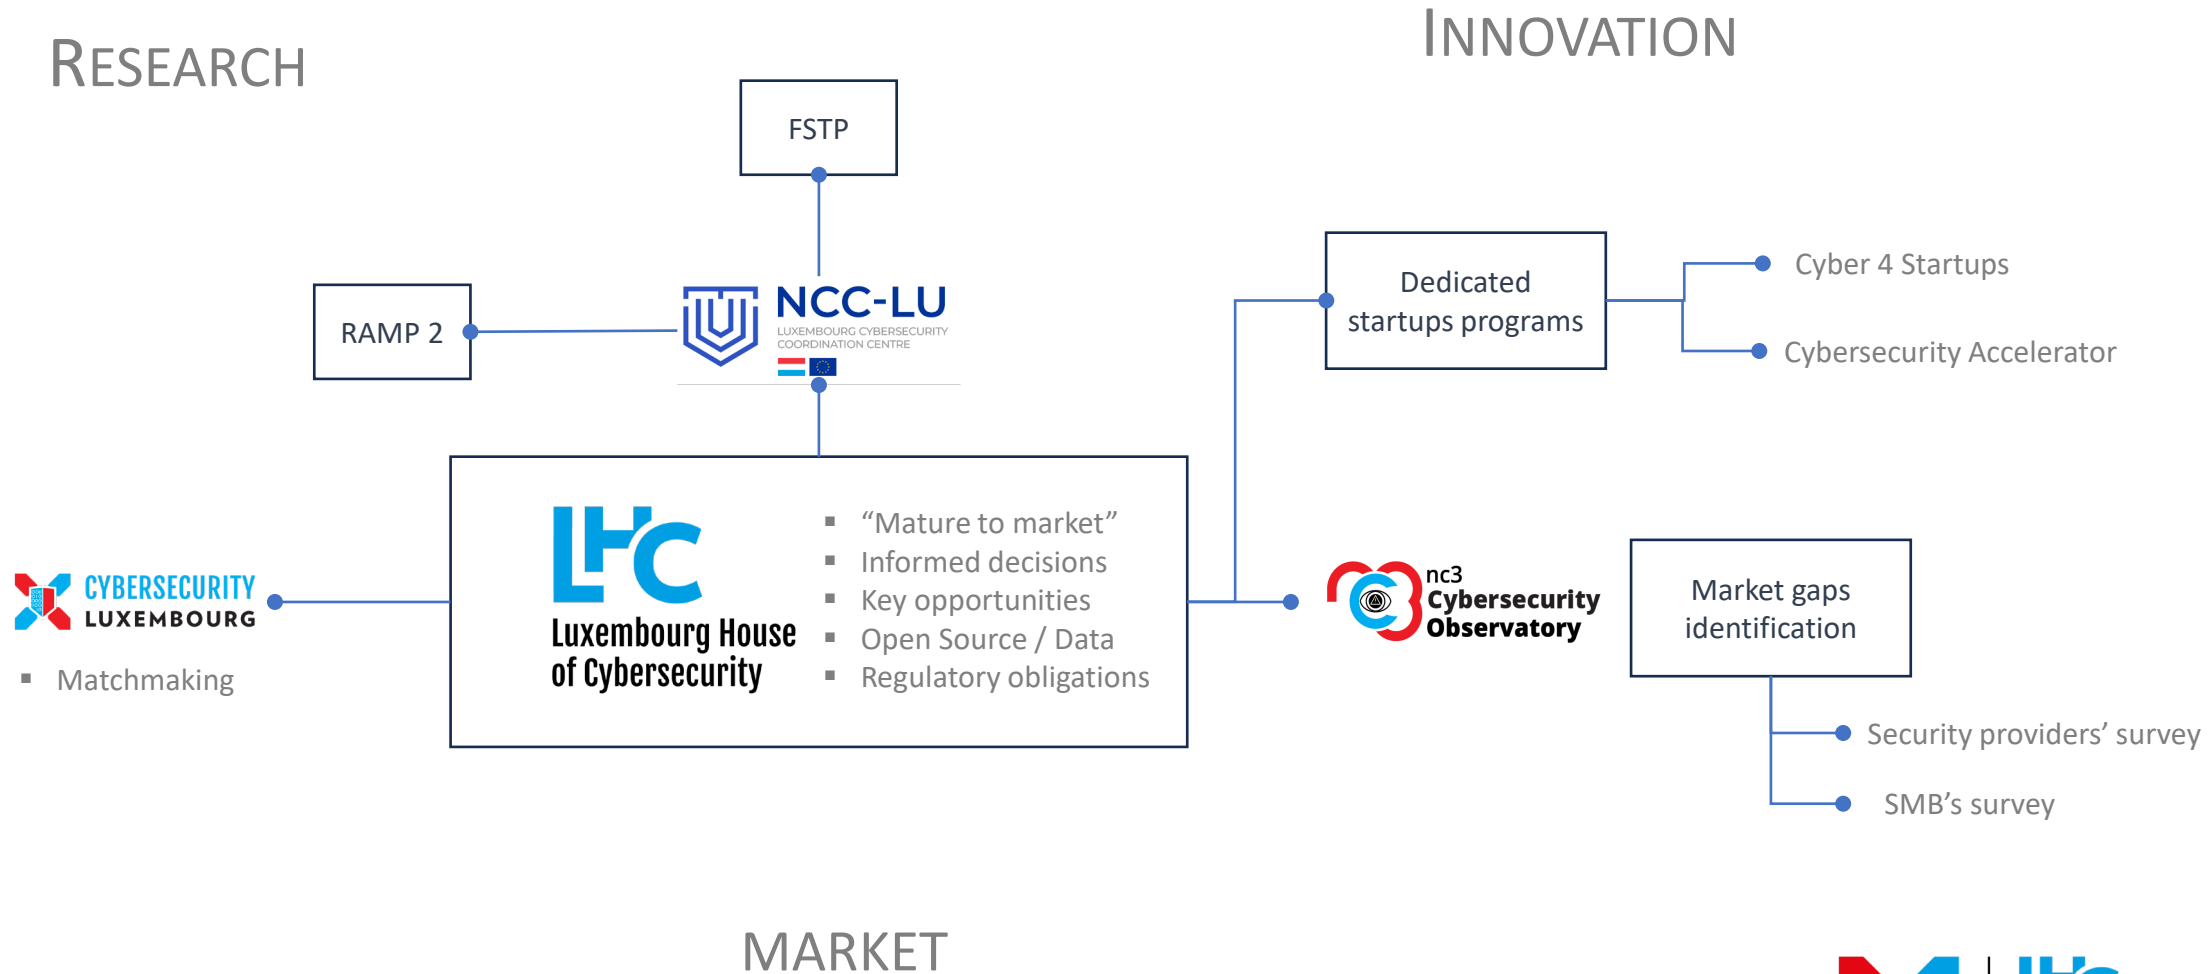 RESEARCH
INNOVATION
FSTP
RAMP 2
NCC-LU
LUXEMBOURG CYBERSECURITY
COORDINATION CENTRE
Dedicated
startups programs
Cyber 4 Startups
Cybersecurity Accelerator
CYBERSECURITY
LUXEMBOURG
▪ Matchmaking
LHC
Luxembourg House
of Cybersecurity
▪ “Mature to market”
▪ Informed decisions
▪ Key opportunities
▪ Open Source / Data
▪ Regulatory obligations
nc3
Cybersecurity
Observatory
Market gaps
identification
Security providers’ survey
SMB’s survey
MARKET
LHC